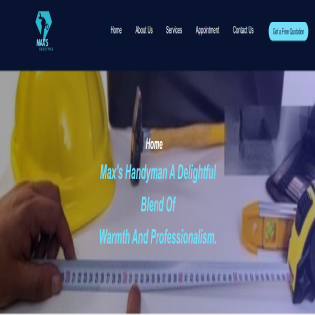 MAX'S
Home About Us Services Appointment Contact Us Get a Free Quotation
Home
Max's Handyman A Delightful
Blend Of
Warmth And Professionalism.